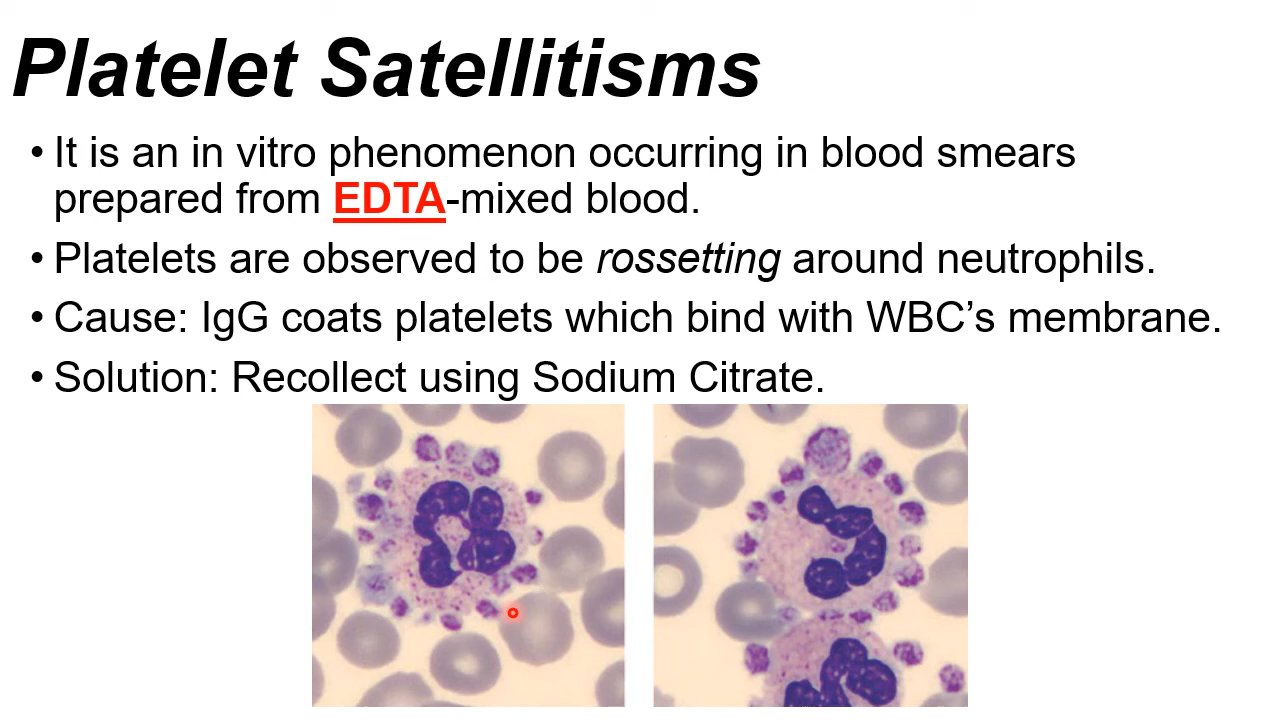 Platelet Satellitisms
• It is an in vitro phenomenon occurring in blood smears
prepared from EDTA-mixed blood.
• Platelets are observed to be rossetting around neutrophils.
• Cause: IgG coats platelets which bind with WBC’s membrane.
• Solution: Recollect using Sodium Citrate.